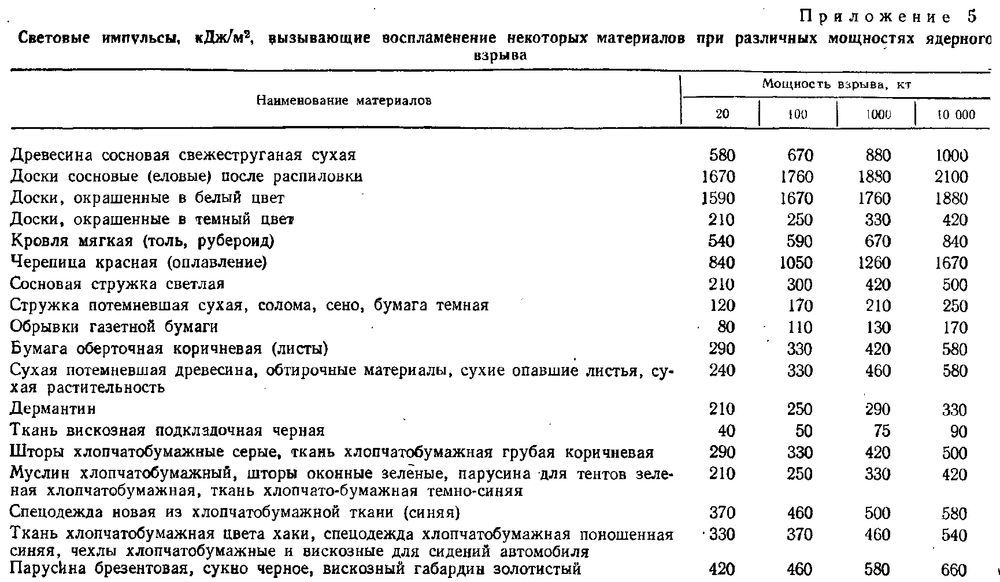 Приложение 5
Световые импульсы, кДж/м², вызывающие воспламенение некоторых материалов при различных мощностях ядерного
взрыва
Наименование материалов
Мощность взрыва, кт
20 100 1000 10 000
Древесина сосновая свежеструганая сухая 580 670 880 1000
Доски сосновые (еловые) после распиловки 1670 1760 1880 2100
Доски, окрашенные в белый цвет 1590 1670 1760 1880
Доски, окрашенные в темный цвет 210 250 330 420
Кровля мягкая (толь, рубероид) 540 590 670 840
Черепица красная (оплавление) 840 1050 1260 1670
Сосновая стружка светлая 210 300 420 500
Стружка потемневшая сухая, солома, сено, бумага темная 120 170 210 250
Обрывки газетной бумаги 80 110 130 170
Бумага оберточная коричневая (листы) 290 330 420 580
Сухая потемневшая древесина, обтирочные материалы, сухие опавшие листья, су- 240 330 460 580
хая растительность
Дермантин 210 250 290 330
Ткань вискозная подкладочная черная 40 50 75 90
Шторы хлопчатобумажные серые, ткань хлопчатобумажная грубая коричневая 290 330 420 500
Муслин хлопчатобумажный, шторы оконные зелёные, парусина для тентов зеле- 210 250 330 420
ная хлопчатобумажная, ткань хлопчато-бумажная темно-синяя
Спецодежда новая из хлопчатобумажной ткани (синяя) 370 460 500 580
Ткань хлопчатобумажная цвета хаки, спецодежда хлопчатобумажная поношенная 330 370 460 540
синяя, чехлы хлопчатобумажные и вискозные для сидений автомобиля
Парусина брезентовая, сукно черное, вискозный габардин золотистый 420 460 580 660